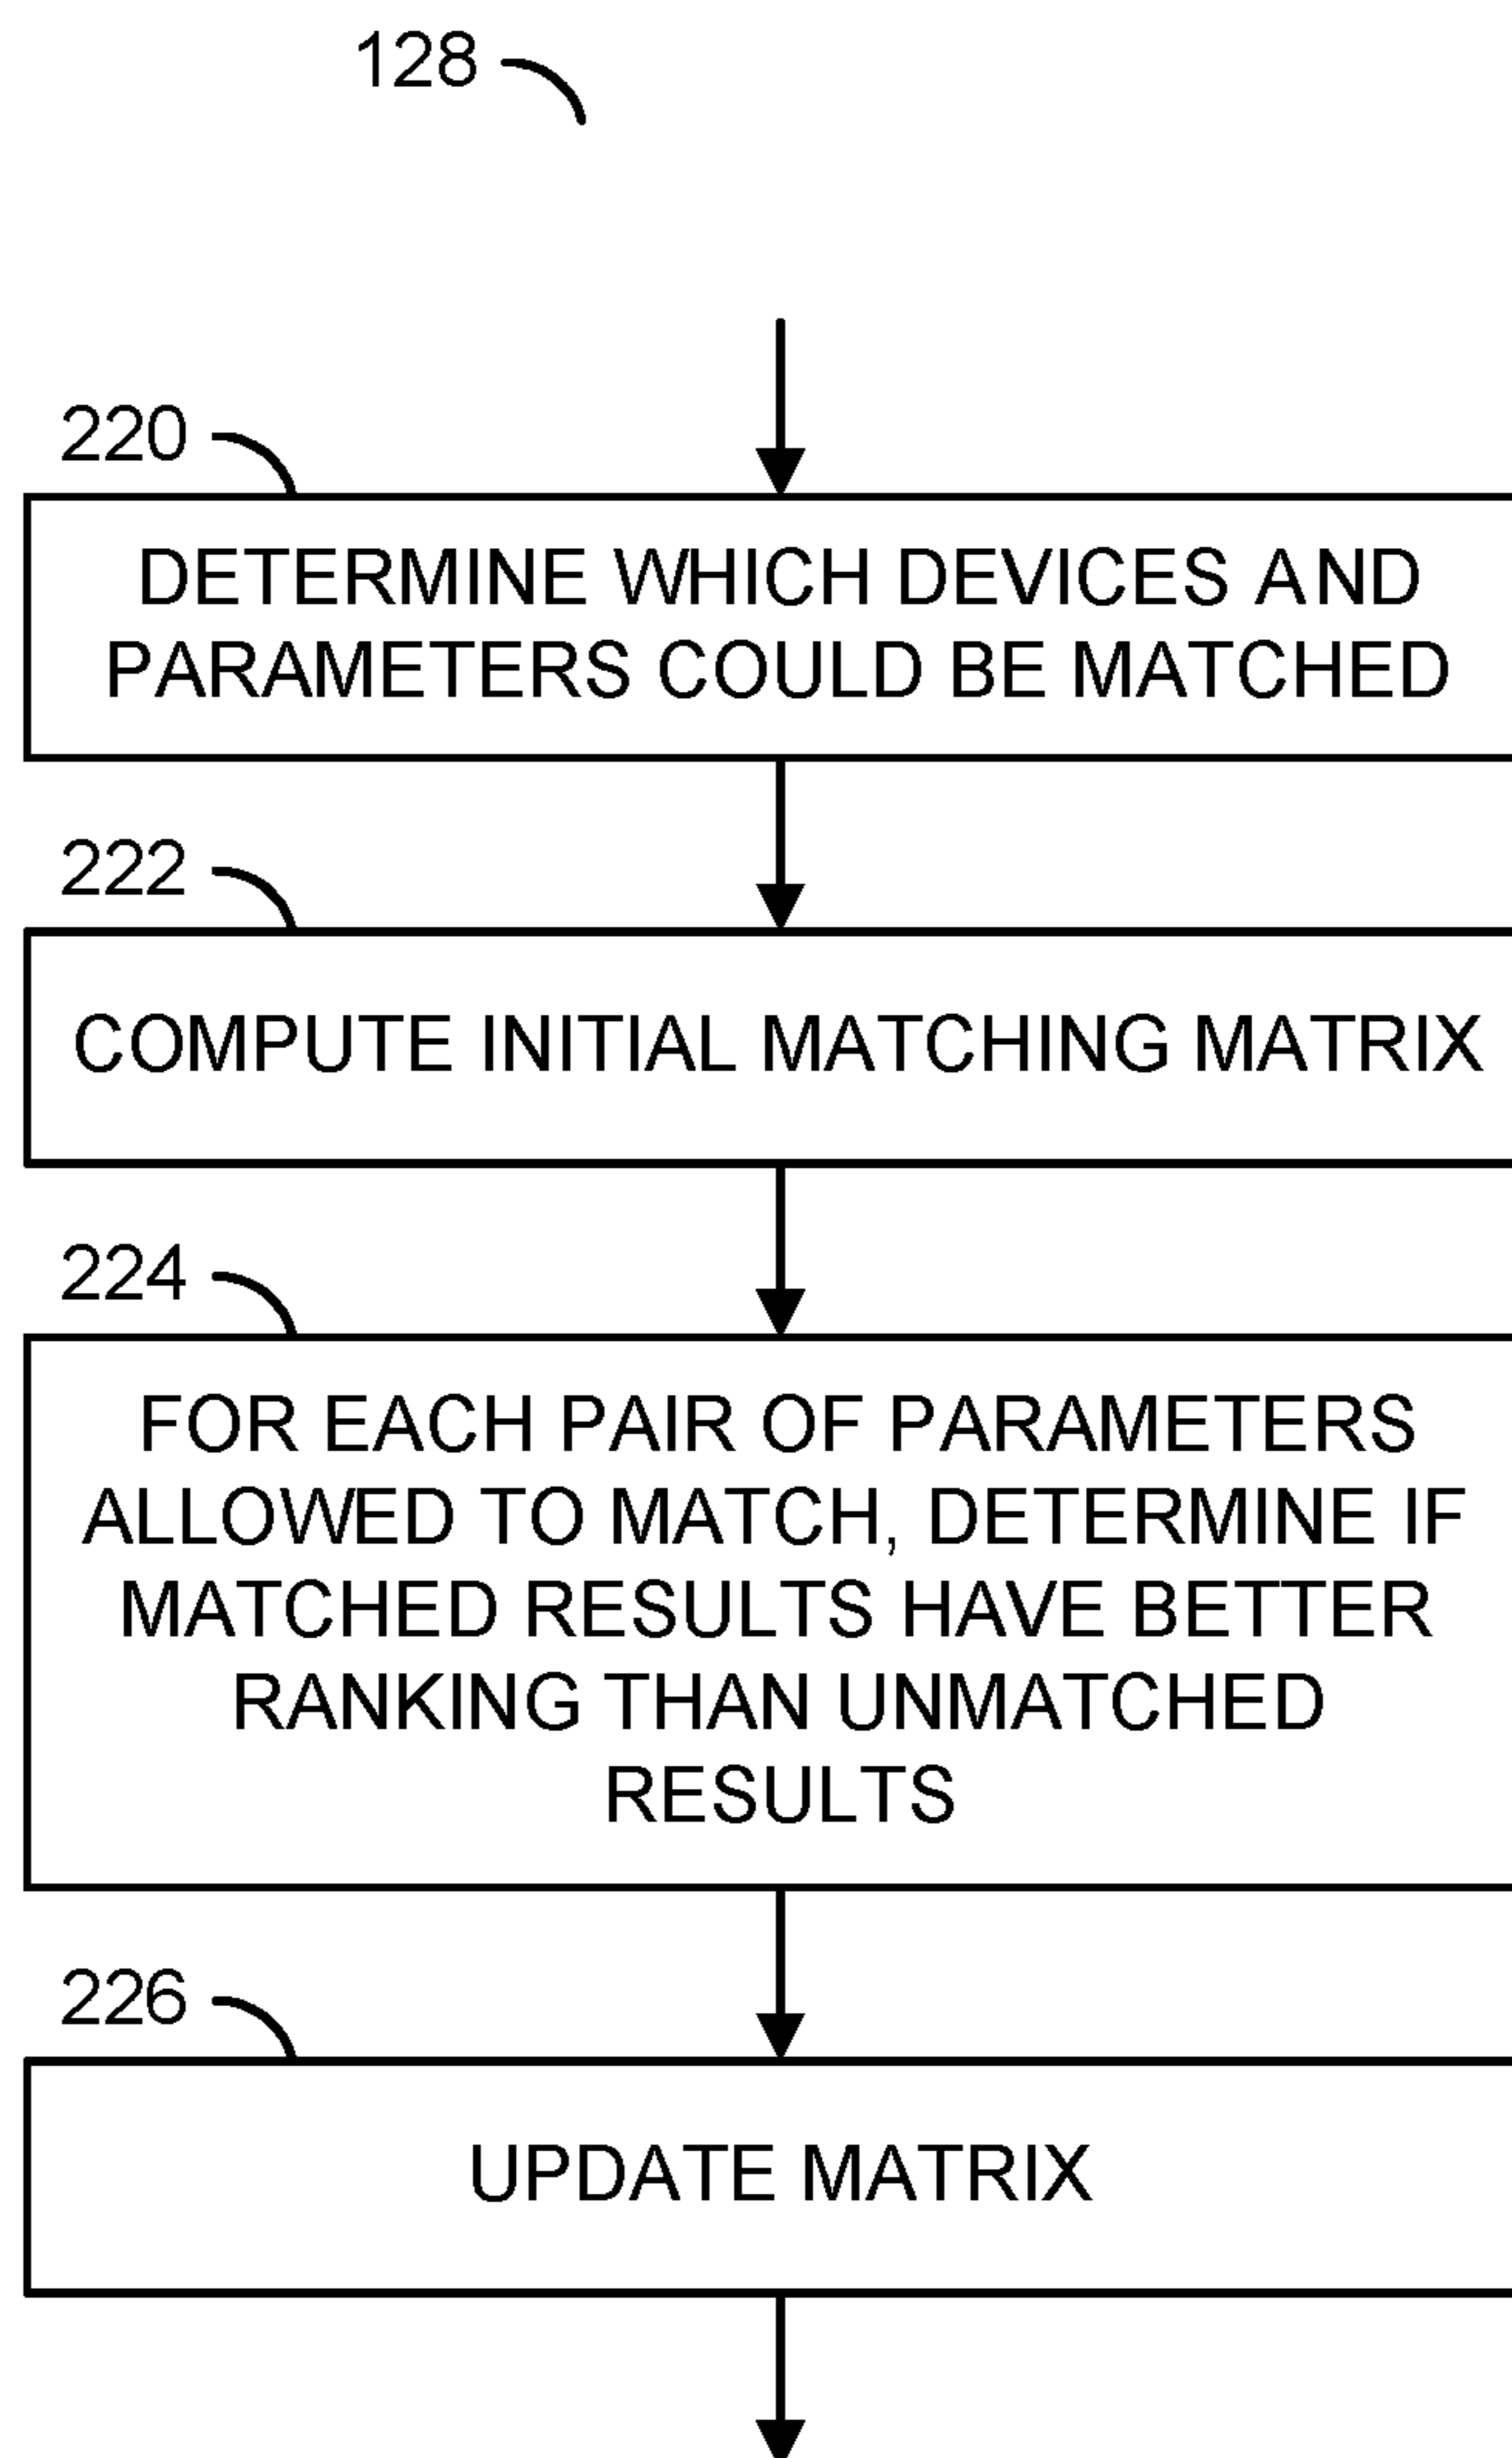 128
220
DETERMINE WHICH DEVICES AND
PARAMETERS COULD BE MATCHED
222
COMPUTE INITIAL MATCHING MATRIX
224
FOR EACH PAIR OF PARAMETERS
ALLOWED TO MATCH, DETERMINE IF
MATCHED RESULTS HAVE BETTER
RANKING THAN UNMATCHED
RESULTS
226
UPDATE MATRIX